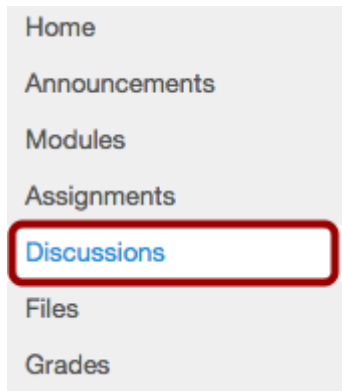 Home
Announcements
Modules
Assignments
Discussions
Files
Grades